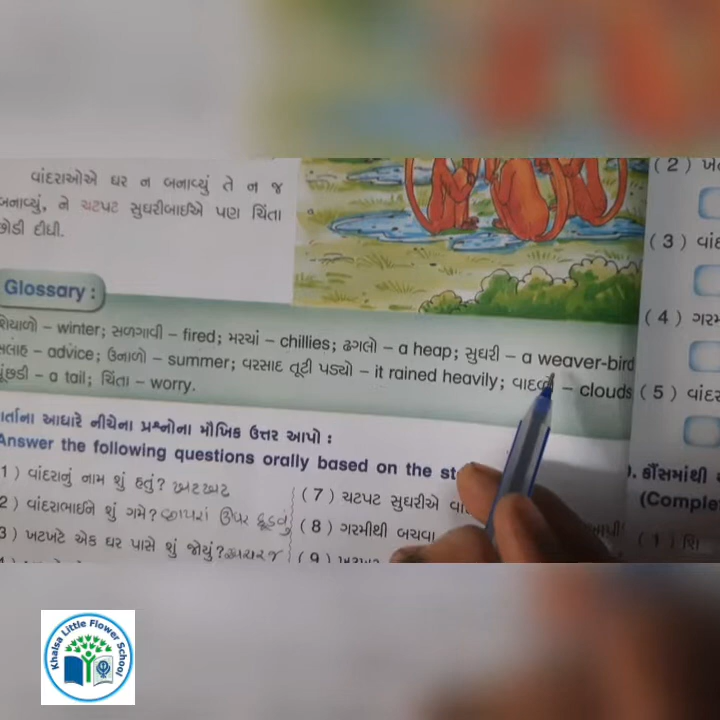 વાંદરાઓએ ઘર ન બનાવ્યું તે ન જ
બનાવ્યું, ને ચટપટ સુઘરીબાઈએ પણ ચિંતા
છોડી દીધી.
Glossary :
શિયાળો – winter; સળગાવી – fired; મરચાં – chillies; ઢગલો – a heap; સુઘરી – a weaver-bird
સલાહ – advice; ઉનાળો – summer; વરસાદ તૂટી પડ્યો – it rained heavily; વાદળો – clouds
પૂંછડી – a tail; ચિંતા – worry.
વાર્તાના આધારે નીચેના પ્રશ્નોના મૌખિક ઉત્તર આપો :
Answer the following questions orally based on the st
1 ) વાંદરાનું નામ શું હતું? ખટખટ
2 ) વાંદરાભાઈને શું ગમે? છાપરાં ઉપર કૂદવું
3 ) ખટખટે એક ઘર પાસે શું જોયું?
( 7 ) ચટપટ સુઘરીએ વાં
( 8 ) ગરમીથી બચવા
( 9 )
( 2 )
( 3 ) વાંદ
( 4 ) ગરમ
( 5 ) વાંદર
કૌંસમાંથી
(Comple
( 1 )
Khalsa Little Flower School